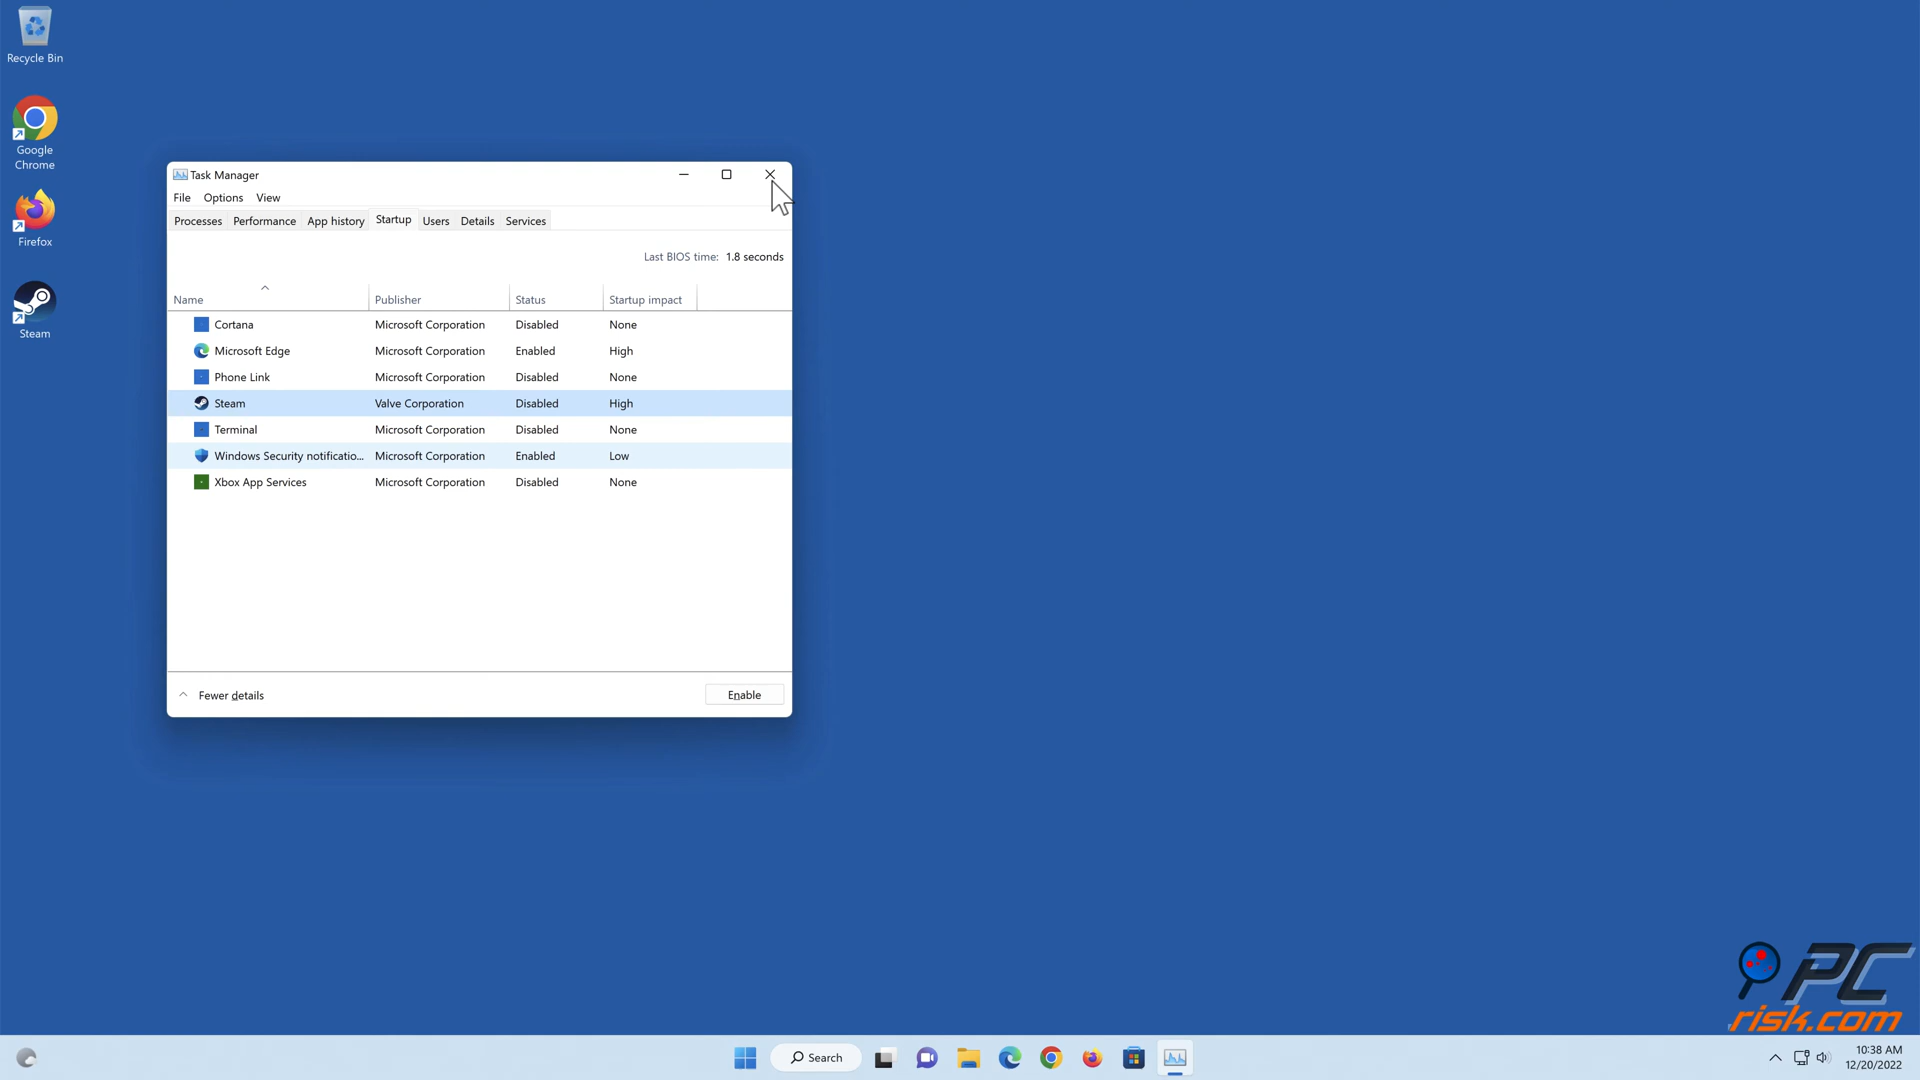 Recycle Bin
Google
Chrome
Firefox
Steam
Task Manager
File Options View
Processes Performance App history Startup Users Details Services
Last BIOS time: 1.8 seconds
Name Publisher Status Startup impact
Cortana Microsoft Corporation Disabled None
Microsoft Edge Microsoft Corporation Enabled High
Phone Link Microsoft Corporation Disabled None
Steam Valve Corporation Disabled High
Terminal Microsoft Corporation Disabled None
Windows Security notificatio... Microsoft Corporation Enabled Low
Xbox App Services Microsoft Corporation Disabled None
Fewer details Enable
PC
risk.com
Search
10:38 AM
12/20/2022